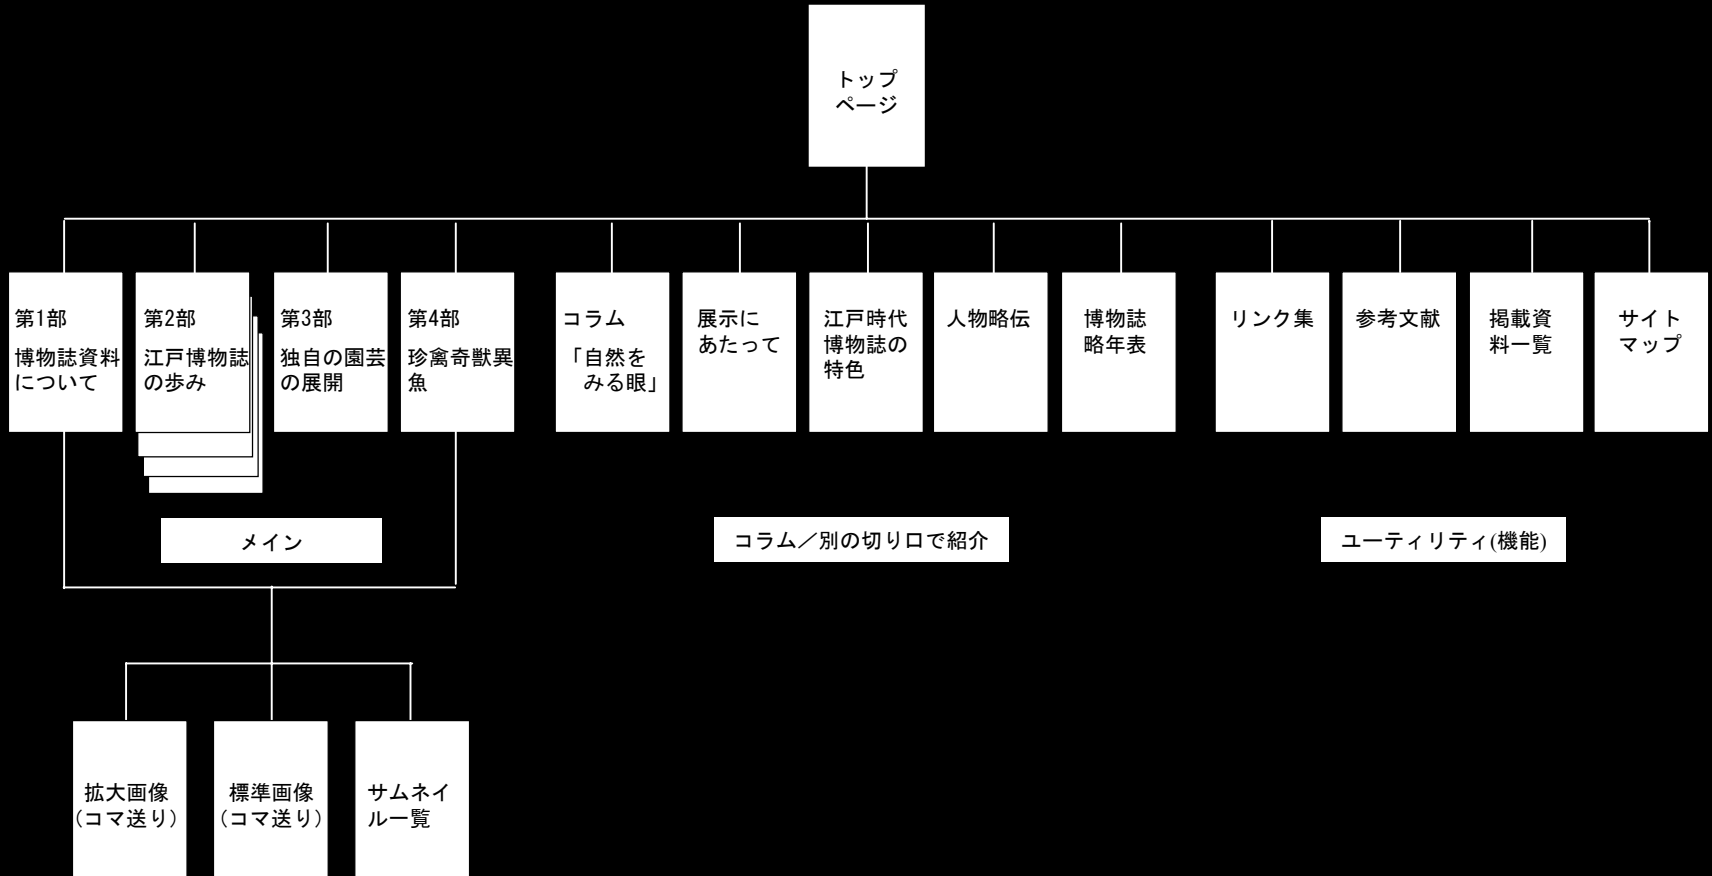 トップ
ページ
第1部
博物誌資料
について
第2部
江戸博物誌
の歩み
第3部
独自の園芸
の展開
第4部
珍禽奇獣異
魚
コラム
「自然を
みる眼」
展示に
あたって
江戸時代
博物誌の
特色
人物略伝
博物誌
略年表
リンク集
参考文献
掲載資
料一覧
サイト
マップ
メイン
コラム／別の切り口で紹介
ユーティリティ(機能)
拡大画像
(コマ送り)
標準画像
(コマ送り)
サムネイ
ル一覧